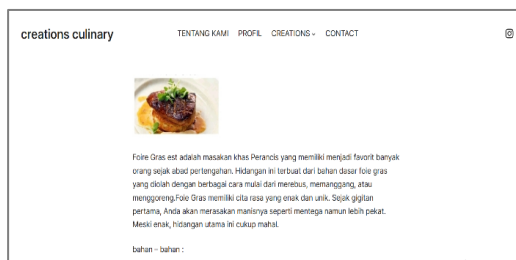 creations culinary
TENTANG KAMI PROFIL CREATIONS CONTACT
Foire Gras est adalah masakan khas Perancis yang memiliki menjadi favorit banyak
orang sejak abad pertengahan. Hidangan ini terbuat dari bahan dasar foie gras
yang diolah dengan berbagai cara mulai dari merebus, memanggang, atau
menggoreng.Foie Gras memiliki cita rasa yang enak dan unik. Sejak gigitan
pertama, Anda akan merasakan manisnya seperti mentega namun lebih pekat.
Meski enak, hidangan utama ini cukup mahal.
bahan – bahan :